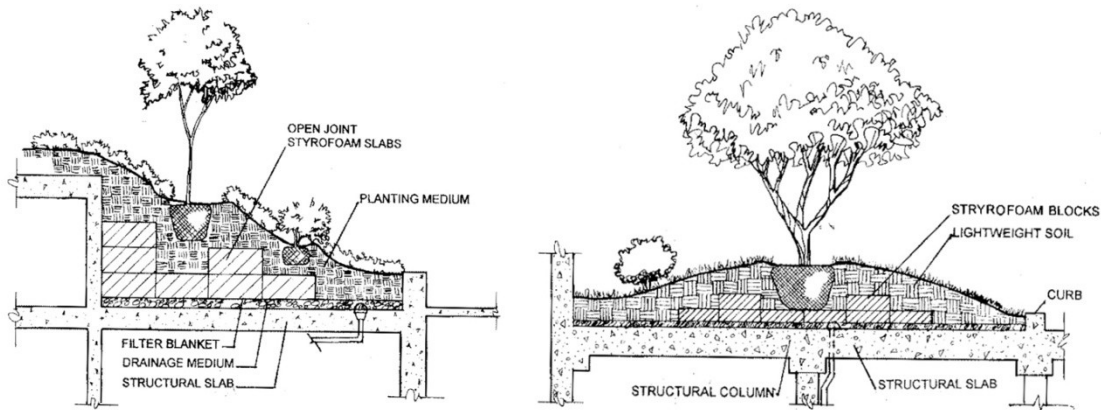 OPEN JOINT
STYROFOAM SLABS
PLANTING MEDIUM
FILTER BLANKET
DRAINAGE MEDIUM
STRUCTURAL SLAB
STRYROFOAM BLOCKS
LIGHTWEIGHT SOIL
CURB
STRUCTURAL COLUMN
STRUCTURAL SLAB